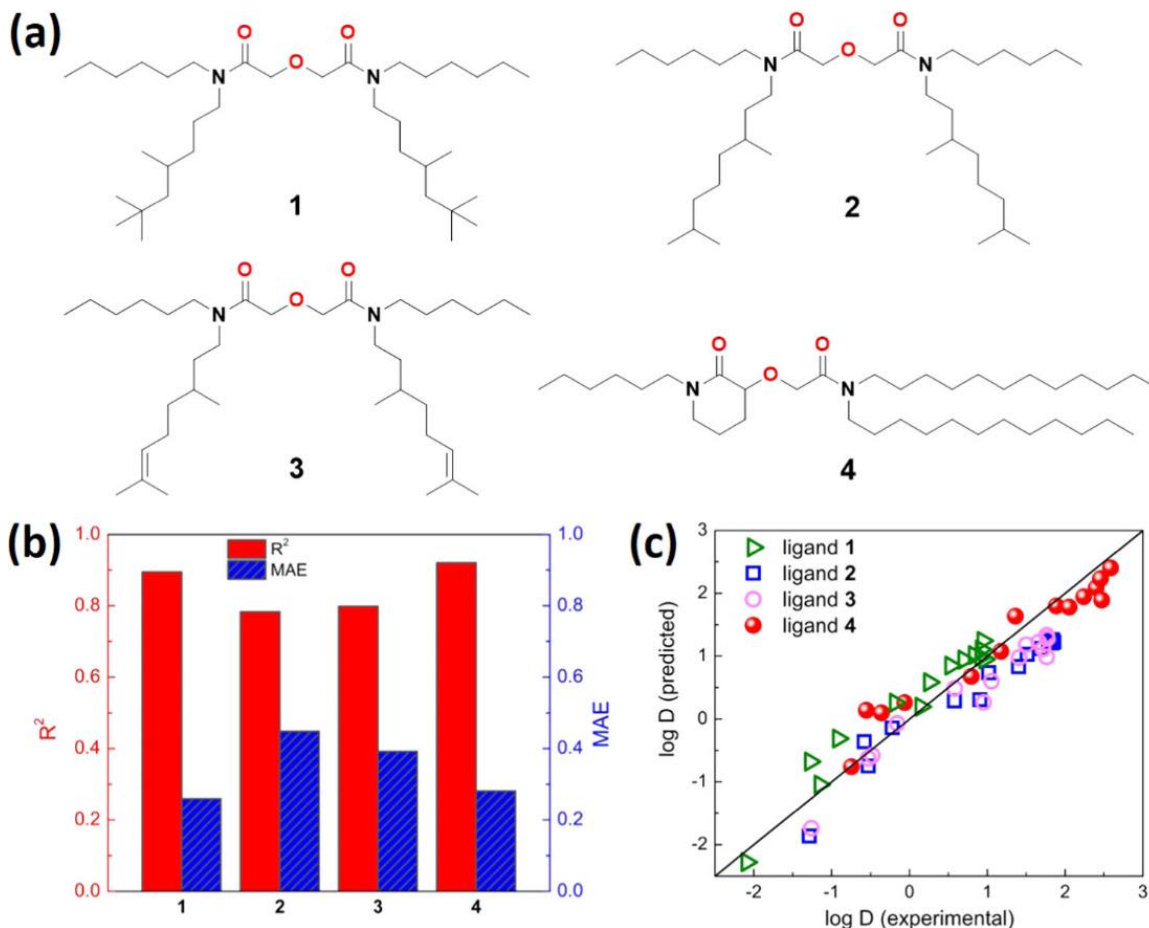 (a)
O O O
N N
1
O O O
N N
2
O O O
N N
3
O O O
N N
4
(b)
1.0 1.0
R² MAE
0.8 0.8
0.6 0.6
0.4 0.4
0.2 0.2
0.0 0.0
1 2 3 4
R²
MAE
(c)
ligand 1
ligand 2
ligand 3
ligand 4
3
2
1
0
-1
-2
-2 -1 0 1 2 3
log D (predicted)
log D (experimental)